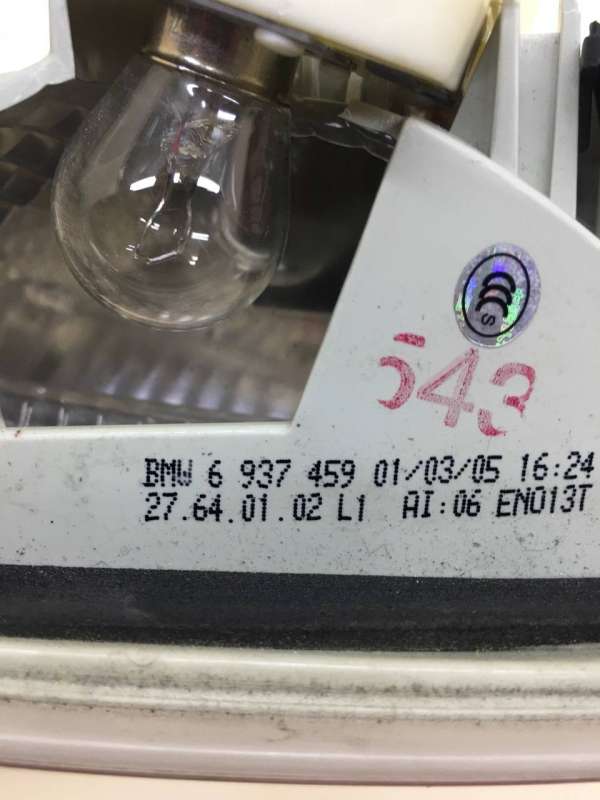 S
543
BMW 6 937 459 01/03/05 16:24
27.64.01.02 L1 AI:06 EN013T